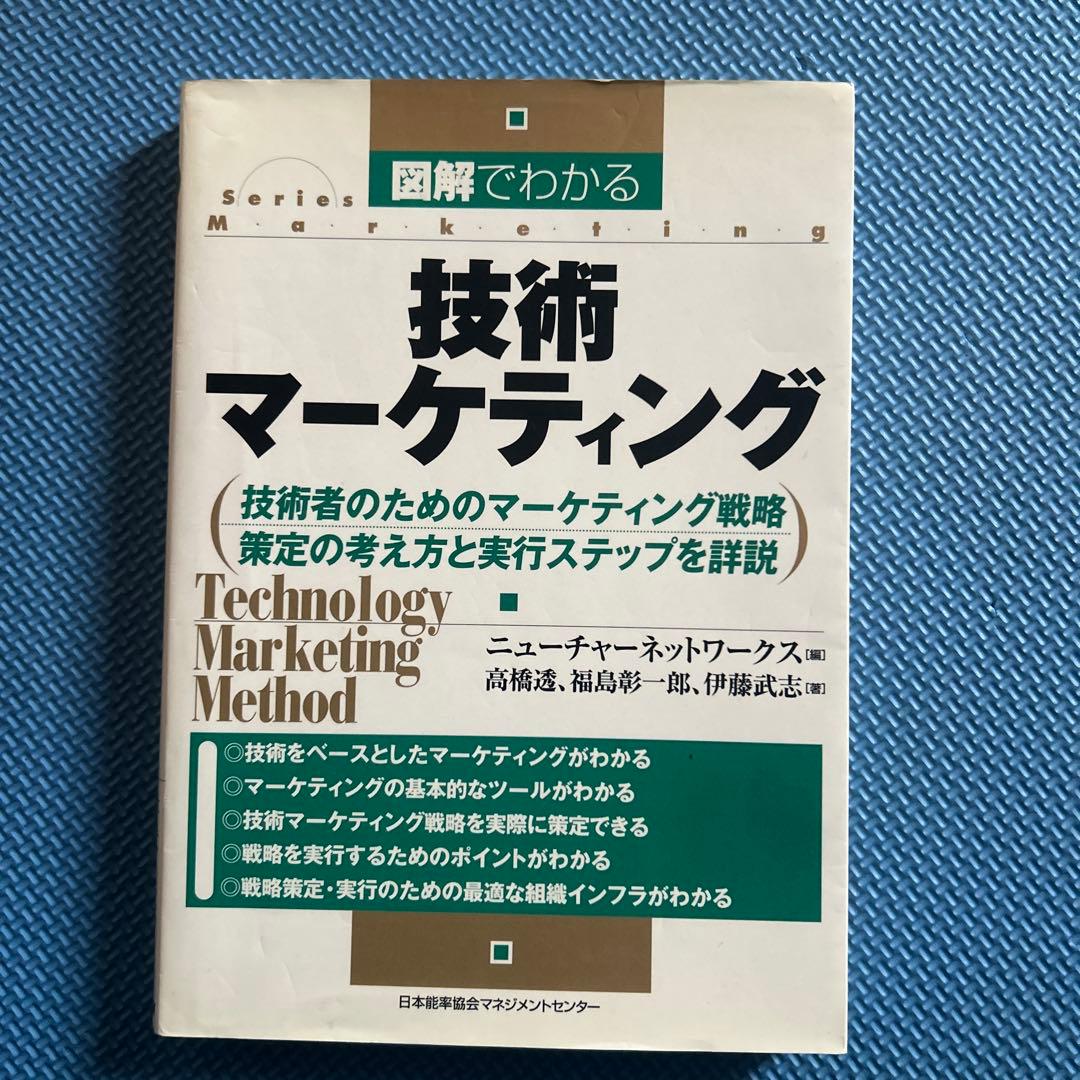 図解でわかる
Series
M・a・r・k・e・t・i・n・g
技術
マーケティング
(技術者のためのマーケティング戦略
策定の考え方と実行ステップを詳説)
Technology
Marketing
Method
ニューチャーネットワークス[編]
高橋透、福島彰一郎、伊藤武志[著]
◎技術をベースとしたマーケティングがわかる
◎マーケティングの基本的なツールがわかる
◎技術マーケティング戦略を実際に策定できる
◎戦略を実行するためのポイントがわかる
◎戦略策定・実行のための最適な組織インフラがわかる
日本能率協会マネジメントセンター